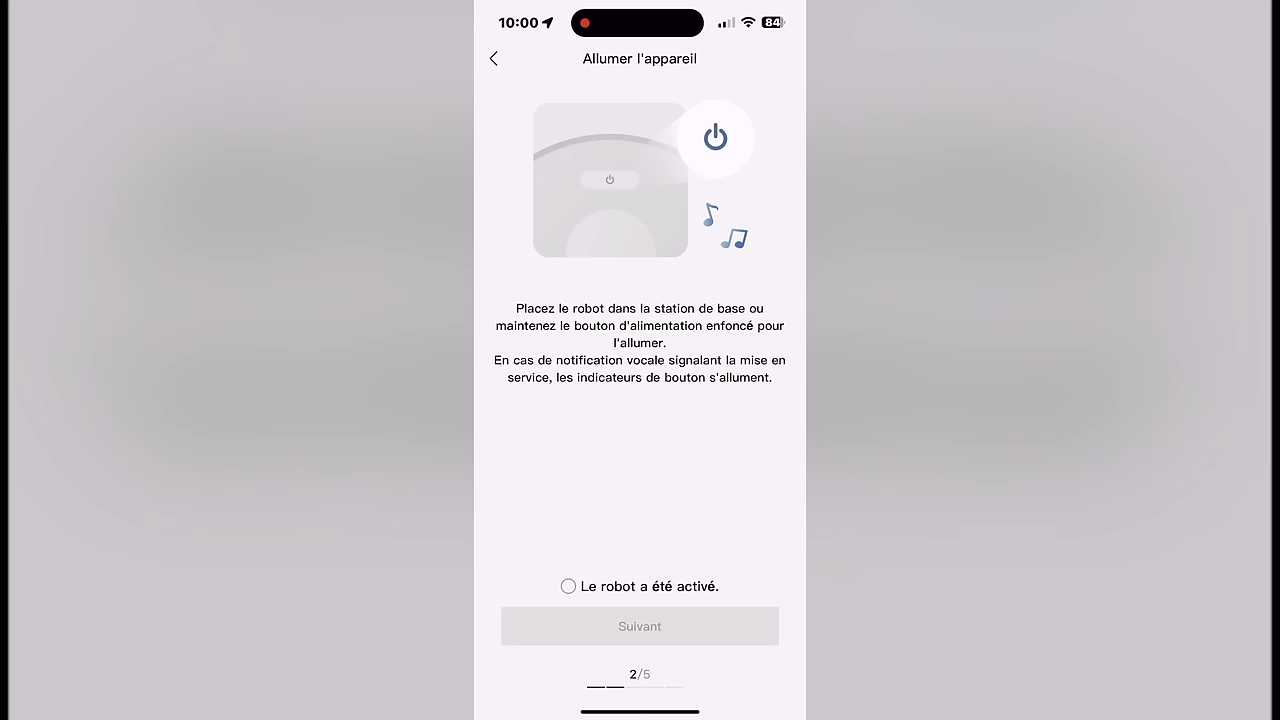 10:00
84
Allumer l'appareil
Placez le robot dans la station de base ou
maintenez le bouton d'alimentation enfoncé pour
l'allumer.
En cas de notification vocale signalant la mise en
service, les indicateurs de bouton s'allument.
Le robot a été activé.
Suivant
2/5